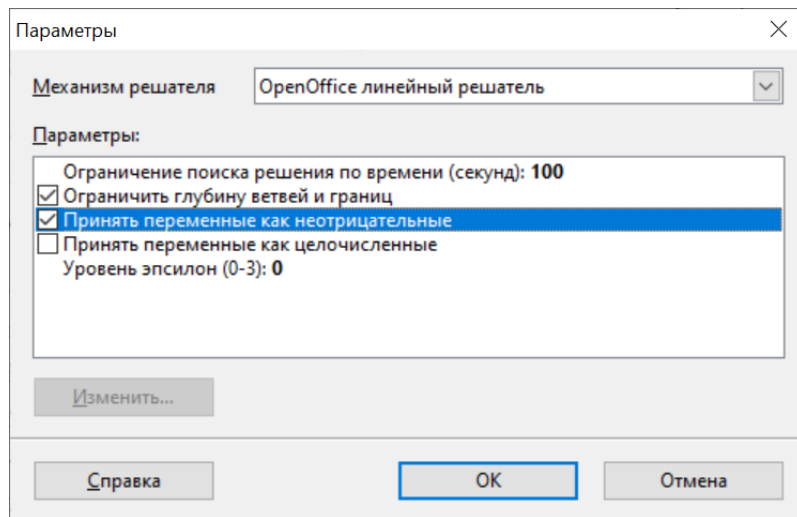 Параметры
Механизм решателя OpenOffice линейный решатель
Параметры:
Ограничение поиска решения по времени (секунд): 100
Ограничить глубину ветвей и границ
Принять переменные как неотрицательные
Принять переменные как целочисленные
Уровень эпсилон (0-3): 0
Изменить...
Справка OK Отмена